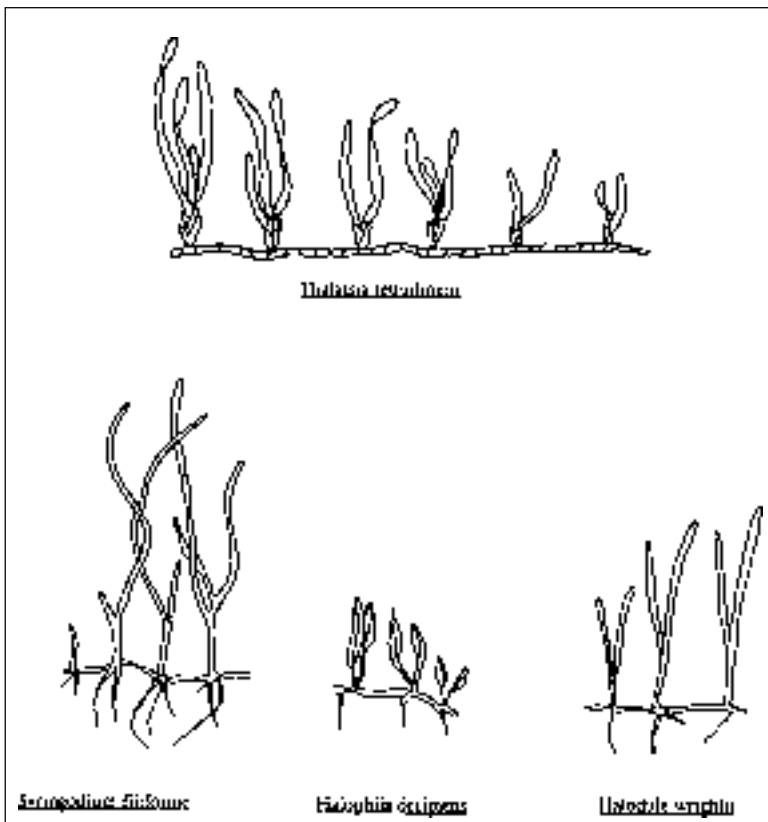 Thalassia testudinum
Syringodium filiforme
Halophila decipiens
Halodule wrightii